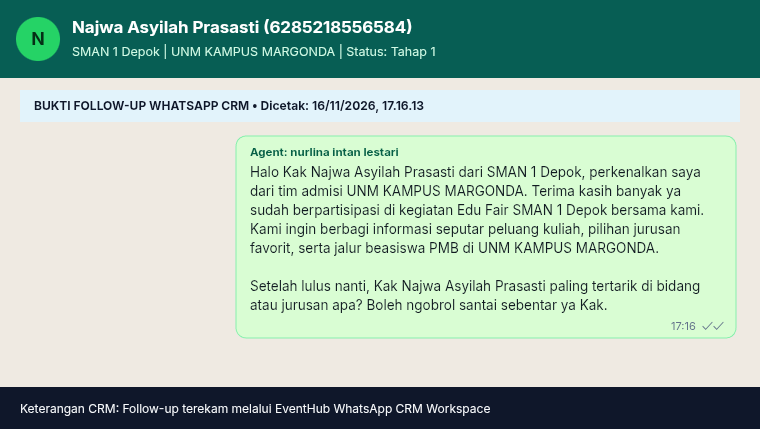 N
Najwa Asyilah Prasasti (6285218556584)
SMAN 1 Depok | UNM KAMPUS MARGONDA | Status: Tahap 1
BUKTI FOLLOW-UP WHATSAPP CRM • Dicetak: 16/11/2026, 17.16.13
Agent: nurlina intan lestari
Halo Kak Najwa Asyilah Prasasti dari SMAN 1 Depok, perkenalkan saya
dari tim admisi UNM KAMPUS MARGONDA. Terima kasih banyak ya
sudah berpartisipasi di kegiatan Edu Fair SMAN 1 Depok bersama kami.
Kami ingin berbagi informasi seputar peluang kuliah, pilihan jurusan
favorit, serta jalur beasiswa PMB di UNM KAMPUS MARGONDA.
Setelah lulus nanti, Kak Najwa Asyilah Prasasti paling tertarik di bidang
atau jurusan apa? Boleh ngobrol santai sebentar ya Kak.
17:16
Keterangan CRM: Follow-up terekam melalui EventHub WhatsApp CRM Workspace